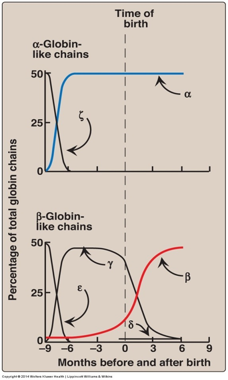 Time of
birth
α-Globin-
like chains
50
α
ζ
25
0
Percentage of total globin chains
β-Globin-
like chains
50
γ
β
ε
25
δ
0
-9 -6 -3 0 3 6 9
Months before and after birth
Copyright © 2014 Wolters Kluwer Health | Lippincott Williams & Wilkins